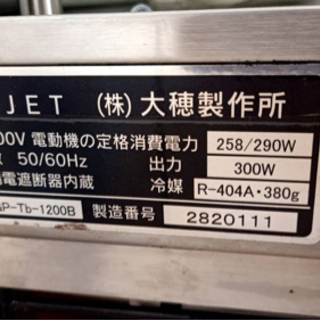 JET (株)大穂製作所
00V 電動機の定格消費電力 258/290W
50/60Hz 出力 300W
電遮断器内蔵 冷媒 R-404A・380g
P-Tb-1200B 製造番号 2820111